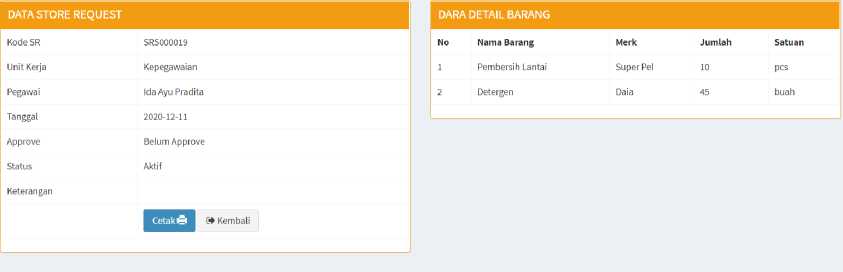 DATA STORE REQUEST
Kode SR SRS000019
Unit Kerja Kepegawaian
Pegawai Ida Ayu Pradita
Tanggal 2020-12-11
Approve Belum Approve
Status Aktif
Keterangan
Cetak Kembali
DARA DETAIL BARANG
No Nama Barang Merk Jumlah Satuan
1 Pembersih Lantai Super Pel 10 pcs
2 Detergen Daia 45 buah